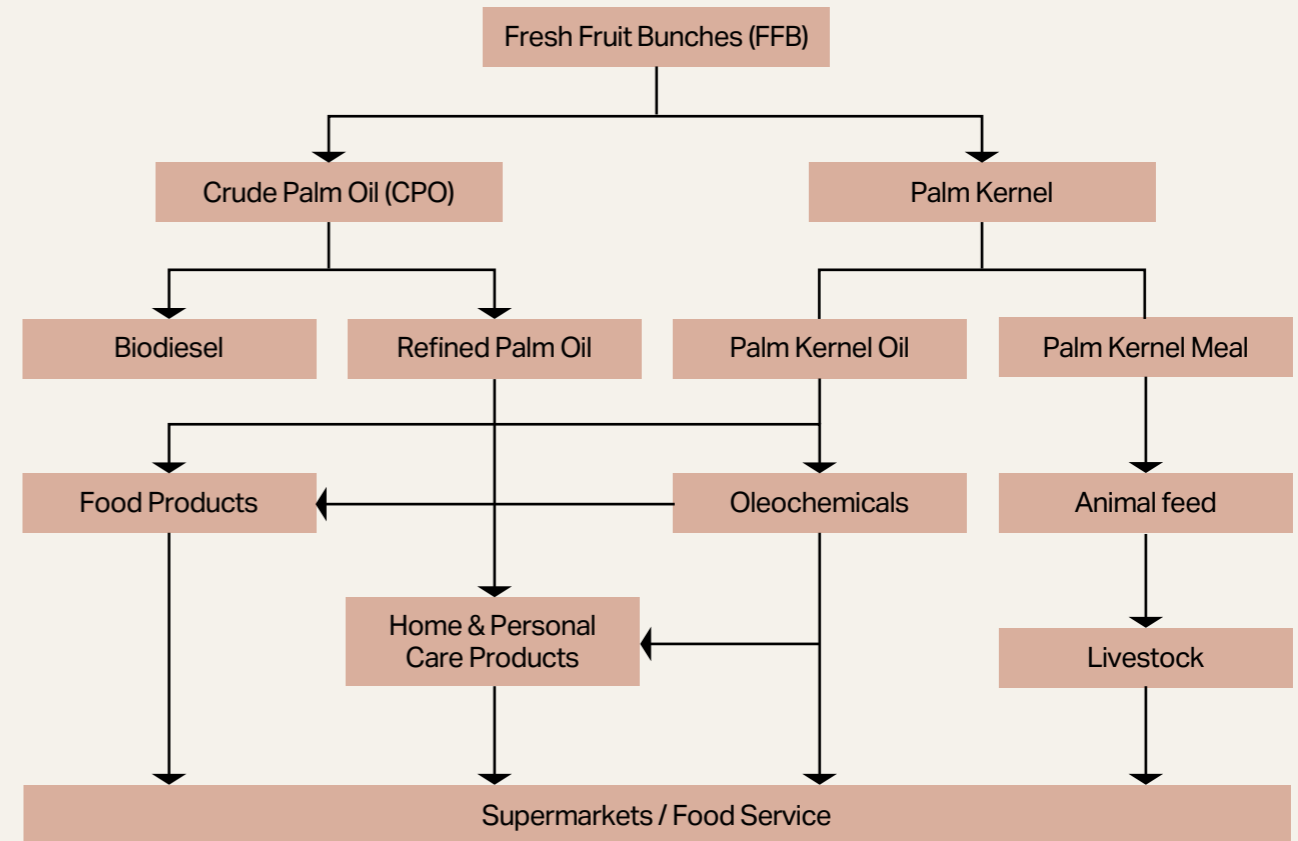 Fresh Fruit Bunches (FFB)
Crude Palm Oil (CPO)
Palm Kernel
Biodiesel
Refined Palm Oil
Palm Kernel Oil
Palm Kernel Meal
Food Products
Oleochemicals
Animal feed
Home & Personal
Care Products
Livestock
Supermarkets / Food Service